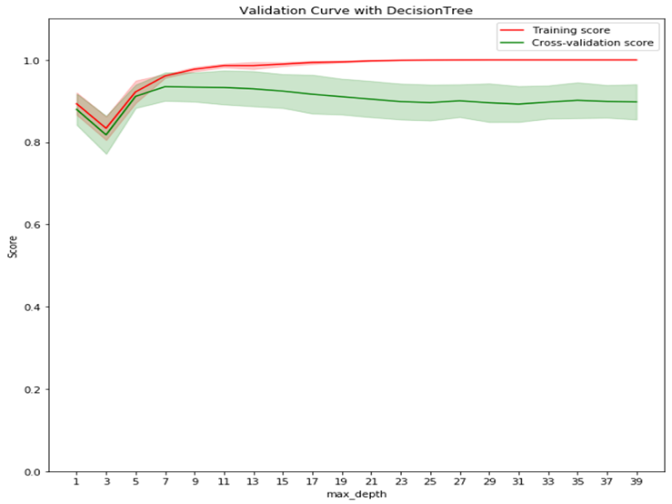 Validation Curve with DecisionTree
Training score
Cross-validation score
1.0
0.8
0.6
0.4
0.2
0.0
Score
1 3 5 7 9 11 13 15 17 19 21 23 25 27 29 31 33 35 37 39
max_depth